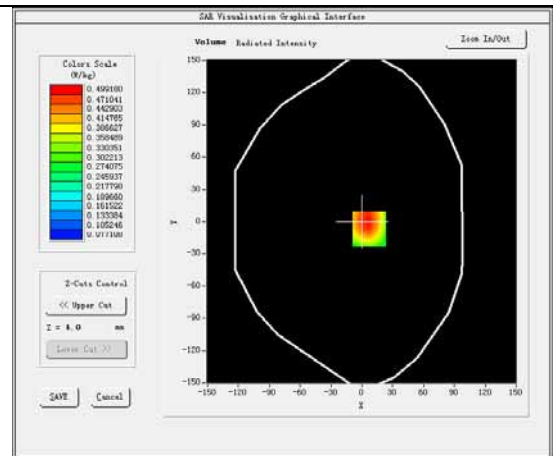 SAR Visualisation Graphical Interface
Volume Radiated Intensity
Zoom In/Out
Colors Scale
(W/kg)
0.499180
0.471041
0.442903
0.414765
0.386627
0.358489
0.330351
0.302213
0.274075
0.245937
0.217798
0.189660
0.161522
0.133384
0.105246
0.077108
Z-Cuts Control
<< Upper Cut
Z = 4.0 mm
Lower Cut >>
SAVE
Cancel
150
120
90
60
30
0
-30
-60
-90
-120
-150
Y
-150 -120 -90 -60 -30 0 30 60 90 120 150
X